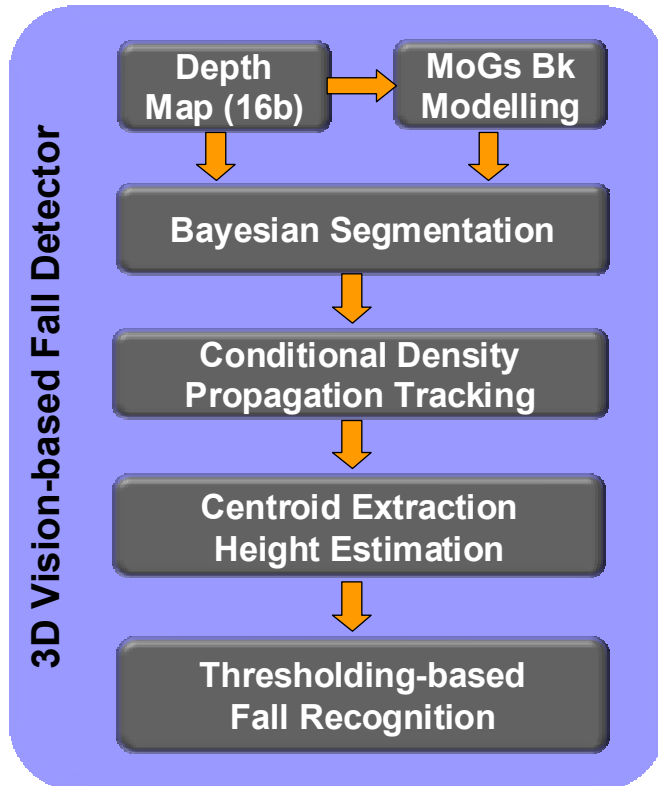 3D Vision-based Fall Detector
Depth
Map (16b)
MoGs Bk
Modelling
Bayesian Segmentation
Conditional Density
Propagation Tracking
Centroid Extraction
Height Estimation
Thresholding-based
Fall Recognition